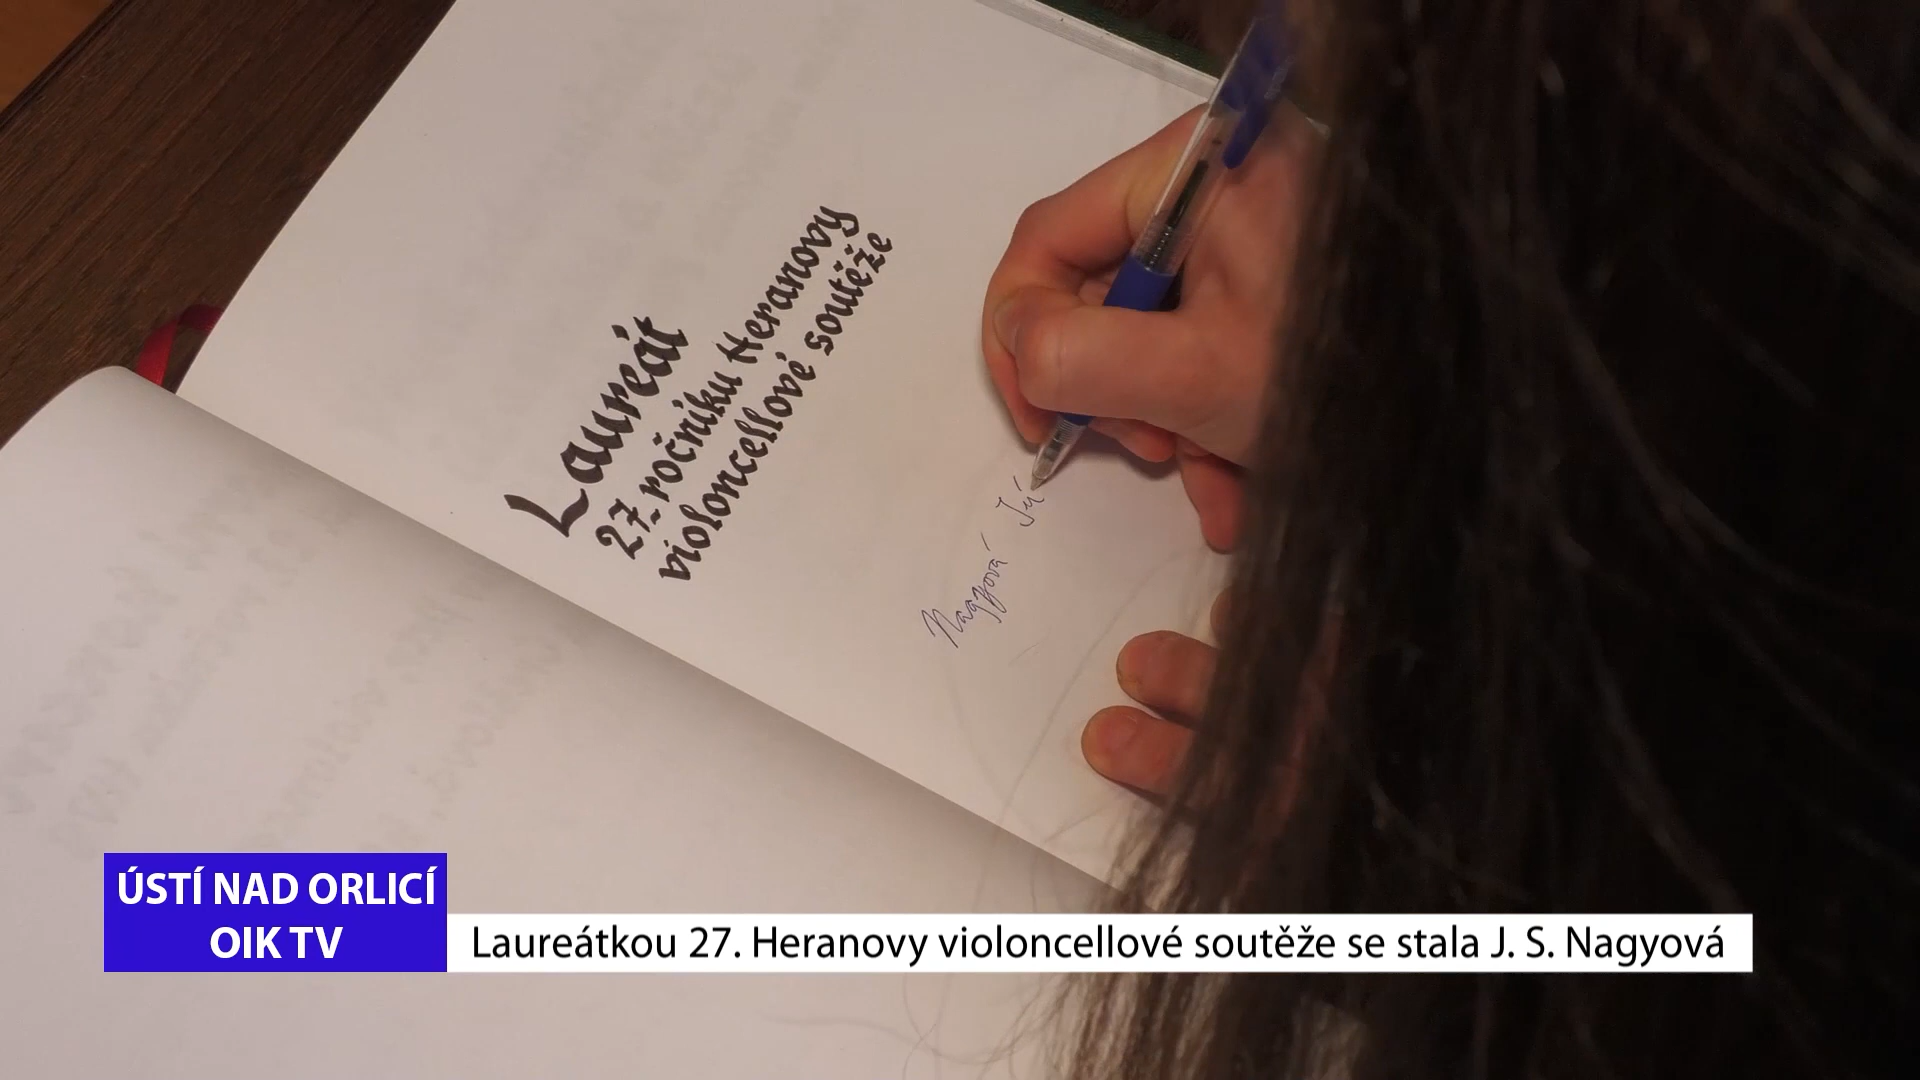 Laureát
27. ročníku Heranovy
violoncellové soutěže
Nagyová Jú
ÚSTÍ NAD ORLICÍ
OIK TV
Laureátkou 27. Heranovy violoncellové soutěže se stala J. S. Nagyová